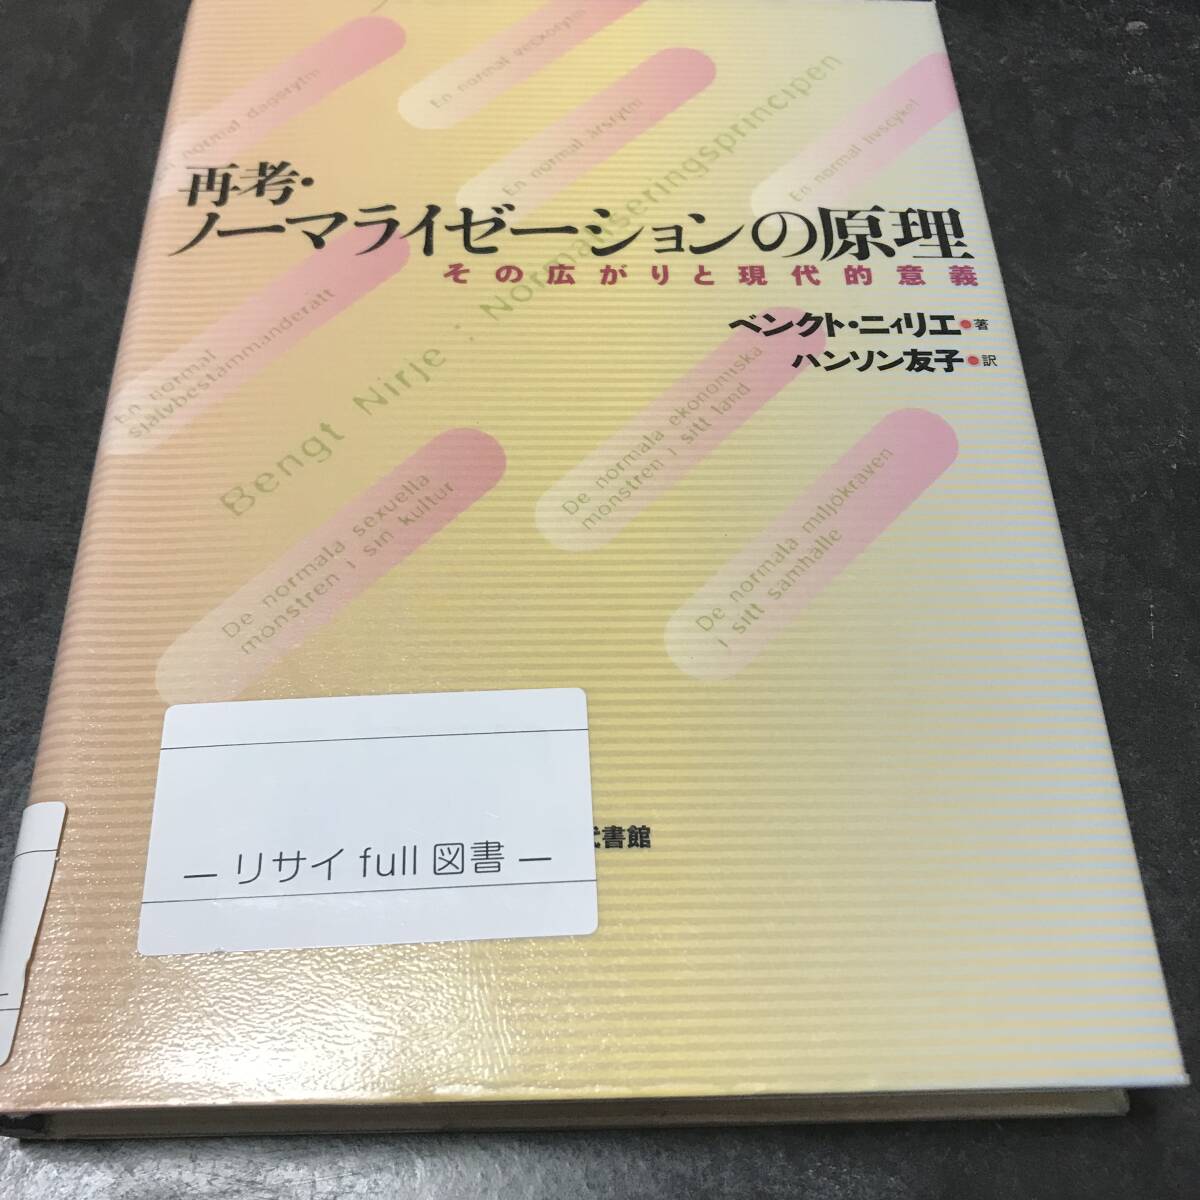 再考・
ノーマライゼーションの原理
その広がりと現代的意義
ベンクト・ニィリエ●著
ハンソン友子●訳
normal dagsrytm
En normal veckorytm
En normal årsrytm
En normal livscykel
En normal
självbestämmanderätt
Bengt Nirje : Normaliseringsprincipen
De normala sexuella
mönstren i sin kultur
De normala ekonomiska
mönstren i sitt land
De normala miljökraven
i sitt samhälle
書館
— リサイ full 図書 —